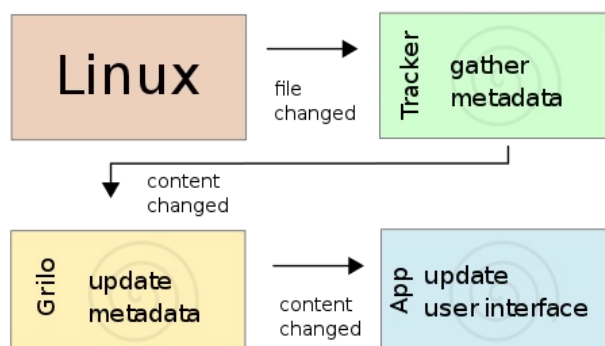 Linux
file
changed
Tracker
gather
metadata
content
changed
Grilo
update
metadata
content
changed
App
update
user interface